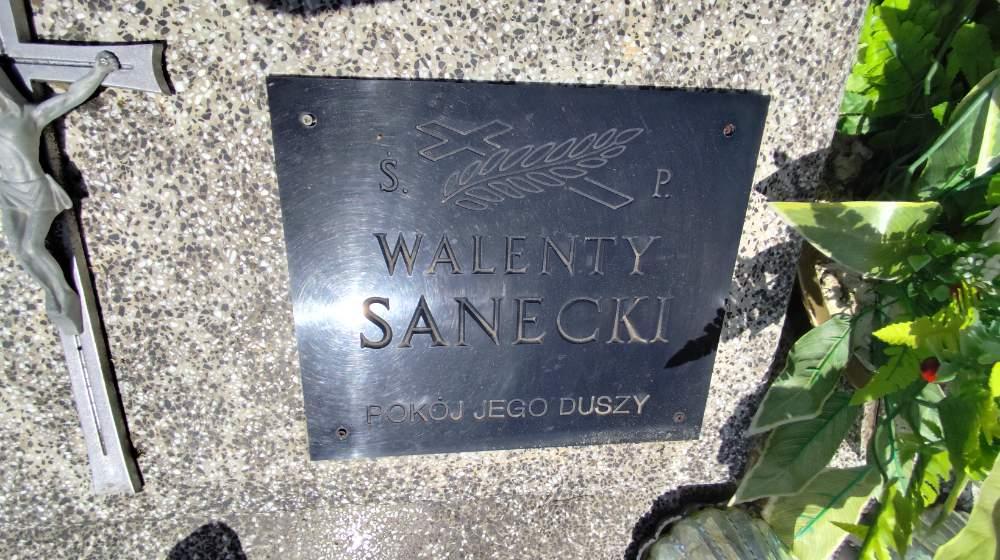 Ś. P.
WALENTY
SANECKI
POKÓJ JEGO DUSZY